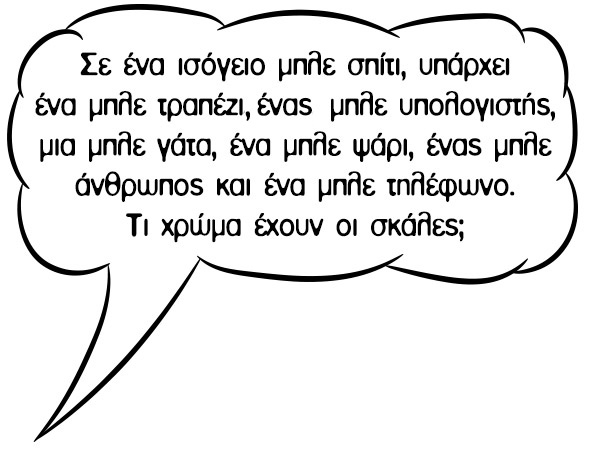 Σε ένα ισόγειο μπλε σπίτι, υπάρχει
ένα μπλε τραπέζι, ένας μπλε υπολογιστής,
μια μπλε γάτα, ένα μπλε ψάρι, ένας μπλε
άνθρωπος και ένα μπλε τηλέφωνο.
Τι χρώμα έχουν οι σκάλες;